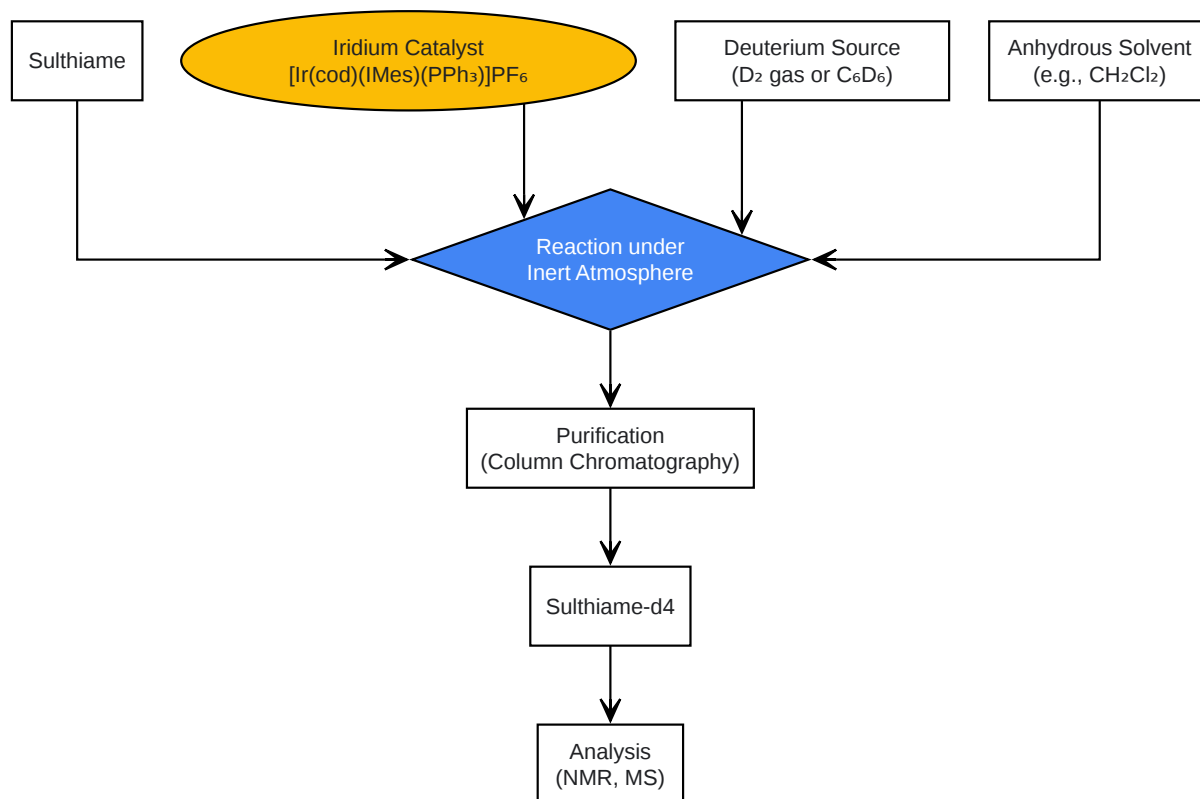 Sulthiame
Iridium Catalyst
[Ir(cod)(IMes)(PPh₃)]PF₆
Deuterium Source
(D₂ gas or C₆D₆)
Anhydrous Solvent
(e.g., CH₂Cl₂)
Reaction under
Inert Atmosphere
Purification
(Column Chromatography)
Sulthiame-d4
Analysis
(NMR, MS)